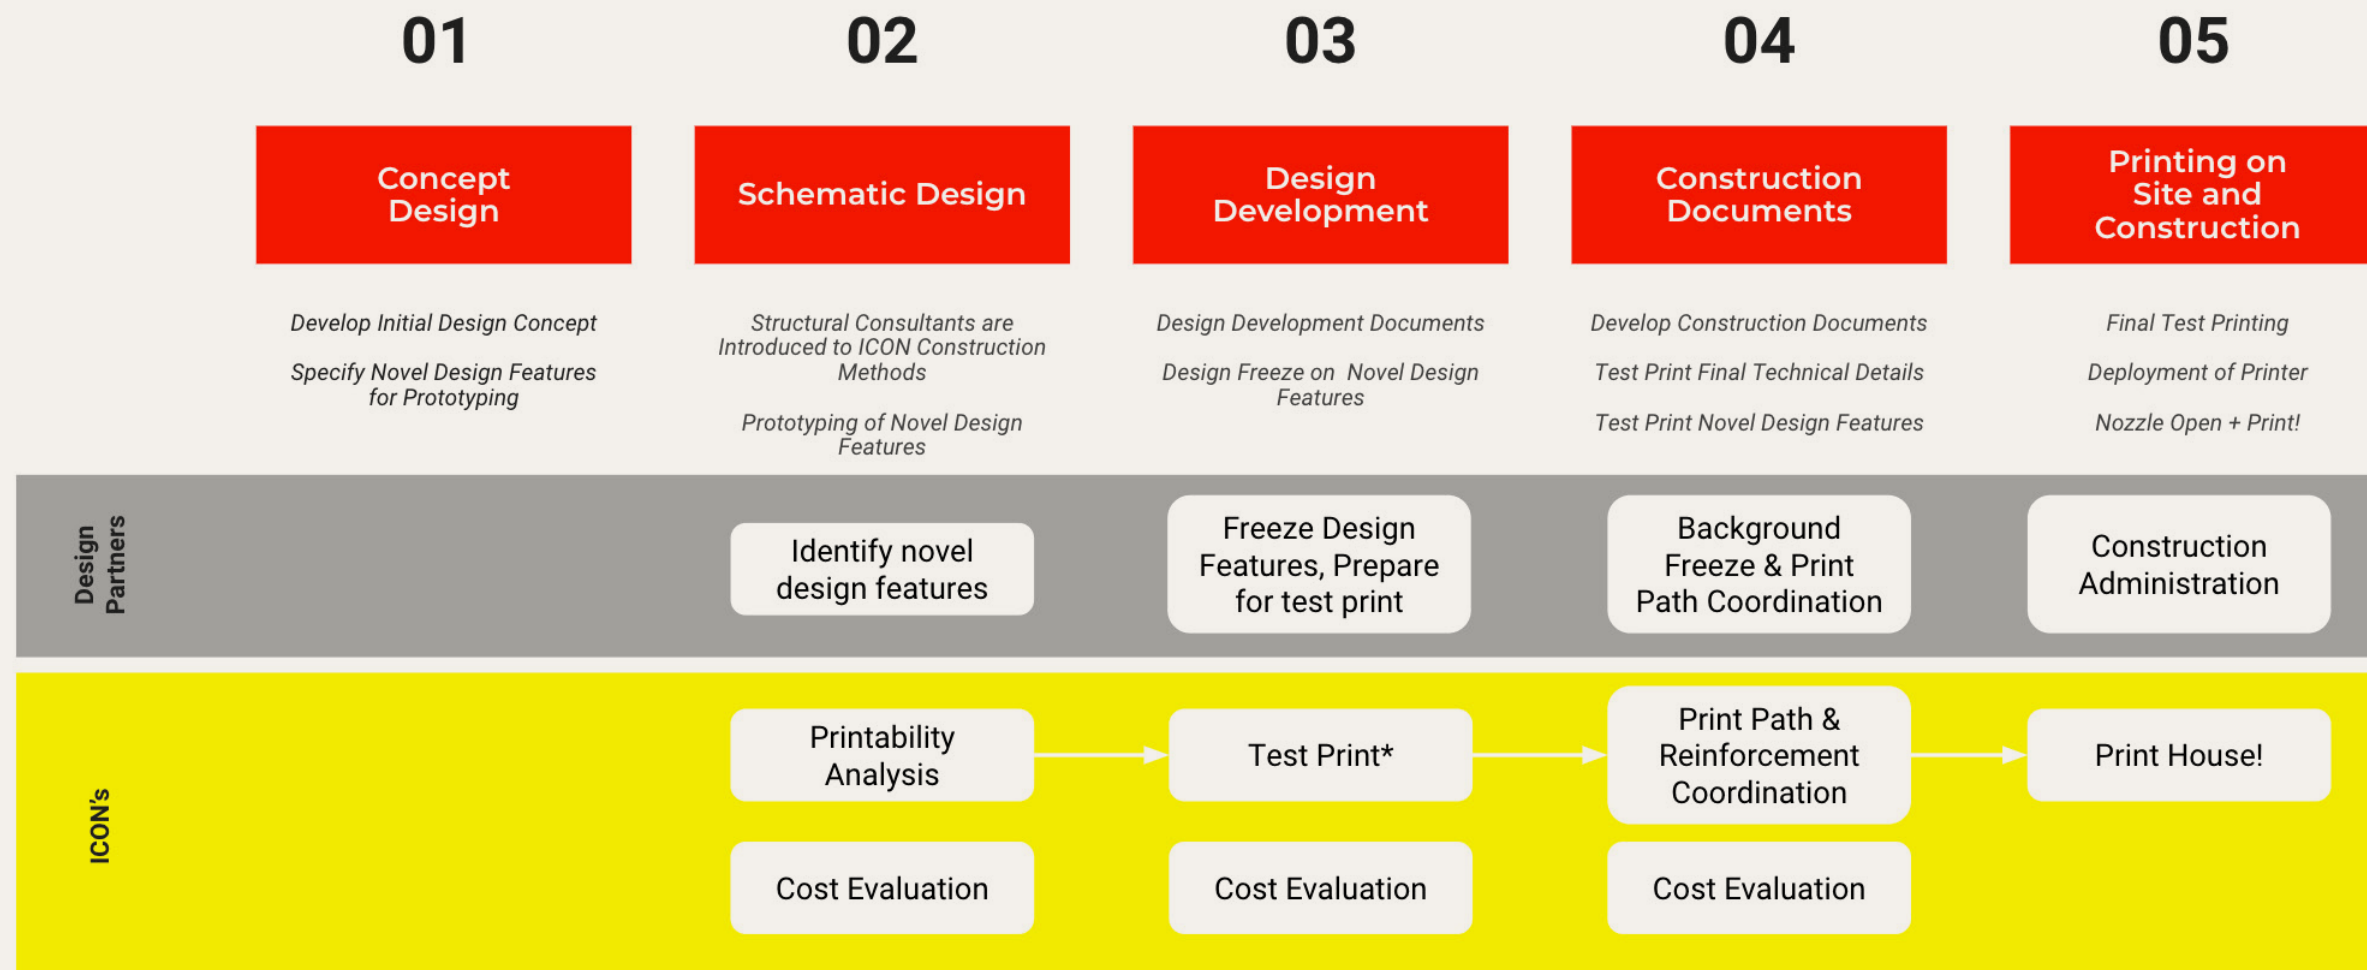 01
02
03
04
05
Concept
Design
Schematic Design
Design
Development
Construction
Documents
Printing on
Site and
Construction
Develop Initial Design Concept
Specify Novel Design Features
for Prototyping
Structural Consultants are
Introduced to ICON Construction
Methods
Prototyping of Novel Design
Features
Design Development Documents
Design Freeze on  Novel Design
Features
Develop Construction Documents
Test Print Final Technical Details
Test Print Novel Design Features
Final Test Printing
Deployment of Printer
Nozzle Open + Print!
Design
Partners
Identify novel
design features
Freeze Design
Features, Prepare
for test print
Background
Freeze & Print
Path Coordination
Construction
Administration
ICON's
Printability
Analysis
Test Print*
Print Path &
Reinforcement
Coordination
Print House!
Cost Evaluation
Cost Evaluation
Cost Evaluation